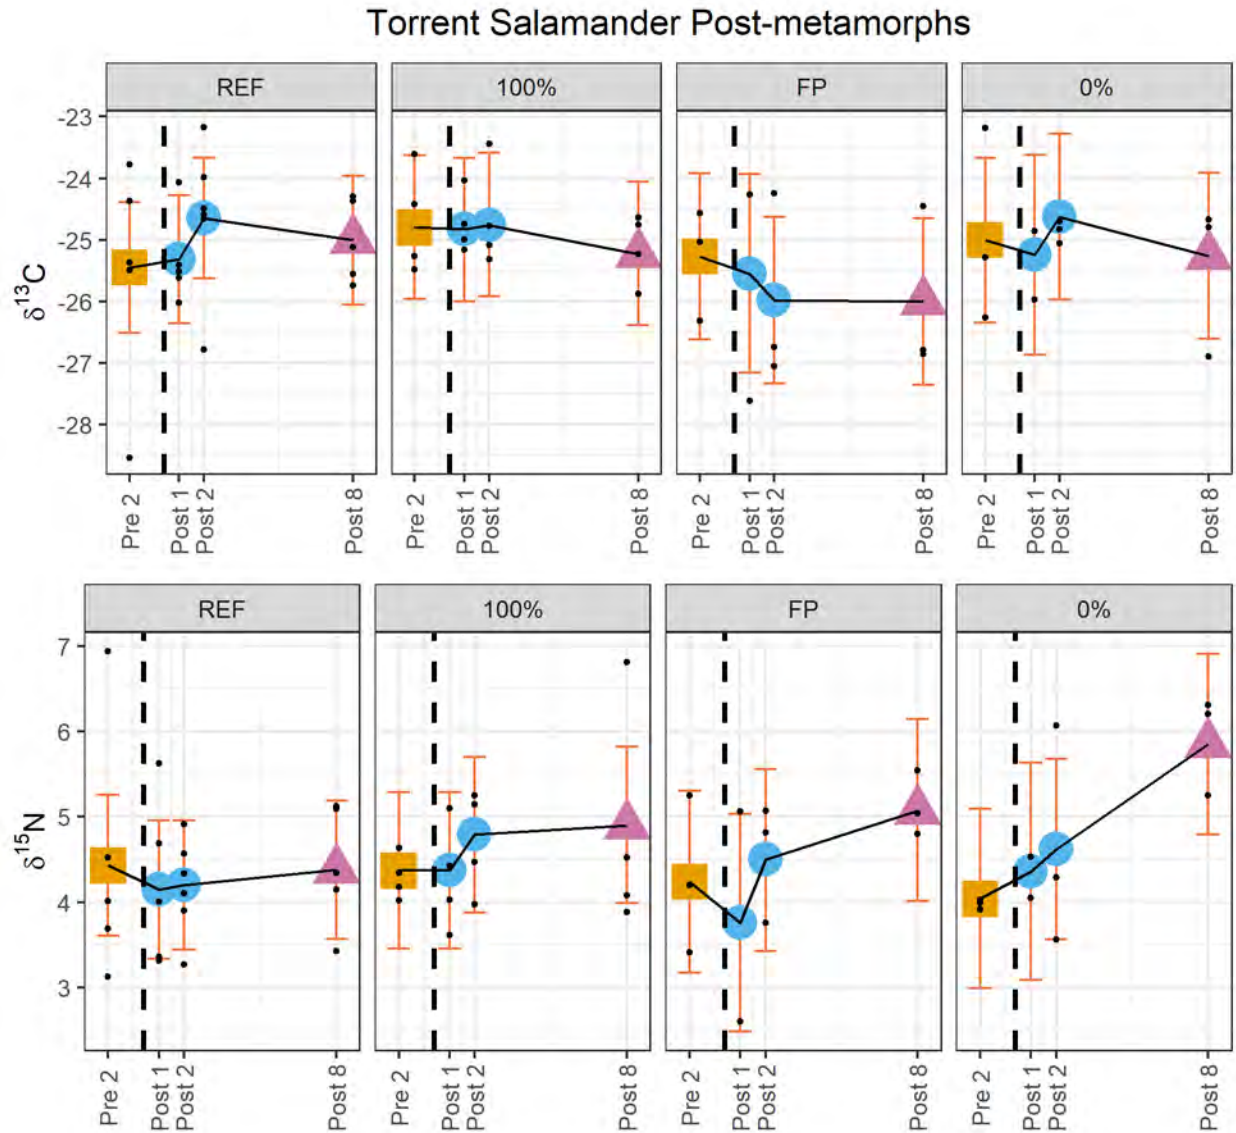 Torrent Salamander Post-metamorphs
REF 100% FP 0%
δ¹³C
-23
-24
-25
-26
-27
-28
Pre 2 Post 1 Post 2 Post 8 Pre 2 Post 1 Post 2 Post 8 Pre 2 Post 1 Post 2 Post 8 Pre 2 Post 1 Post 2 Post 8
REF 100% FP 0%
δ¹⁵N
7
6
5
4
3
Pre 2 Post 1 Post 2 Post 8 Pre 2 Post 1 Post 2 Post 8 Pre 2 Post 1 Post 2 Post 8 Pre 2 Post 1 Post 2 Post 8